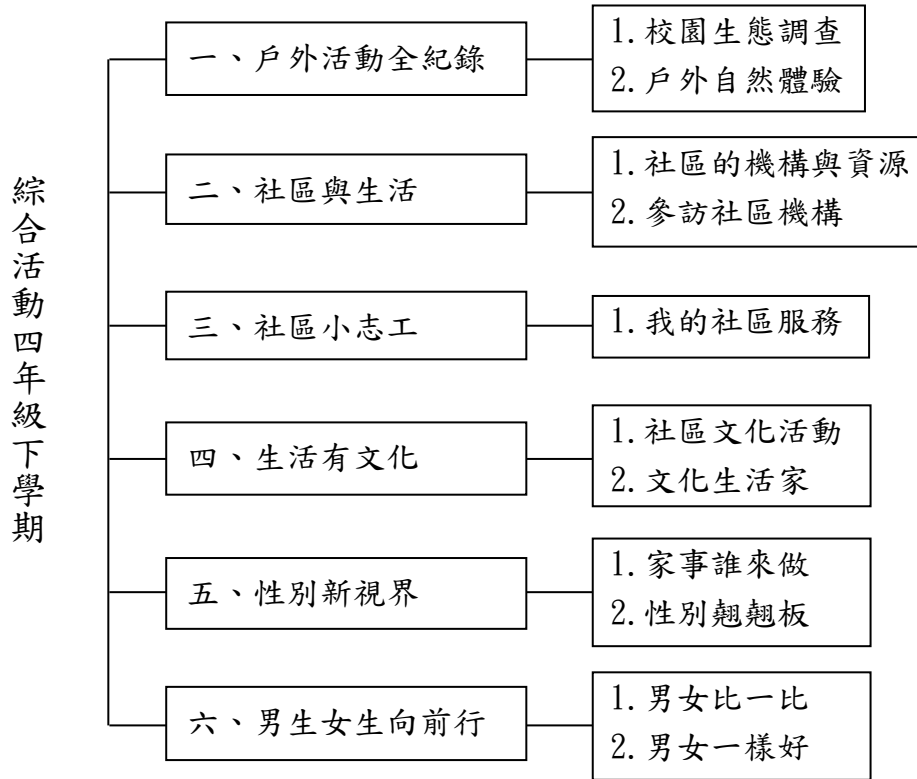 綜合活動四年級下學期
一、戶外活動全紀錄
1.校園生態調查
2.戶外自然體驗
二、社區與生活
1.社區的機構與資源
2.參訪社區機構
三、社區小志工
1.我的社區服務
四、生活有文化
1.社區文化活動
2.文化生活家
五、性別新視界
1.家事誰來做
2.性別翹翹板
六、男生女生向前行
1.男女比一比
2.男女一樣好